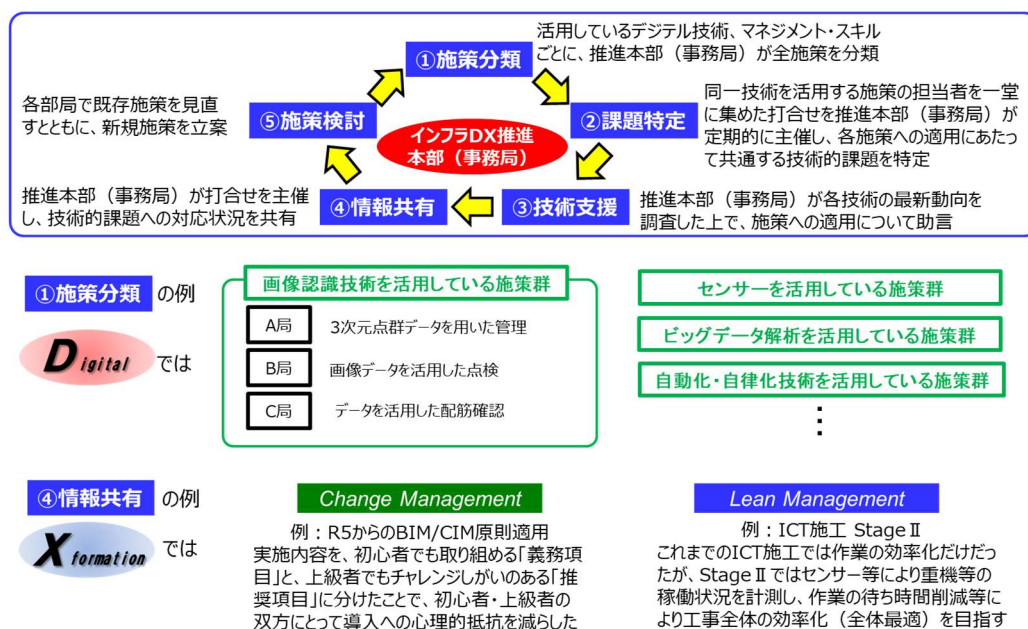 ①施策分類
活用しているデジテル技術、マネジメント・スキル
ごとに、推進本部（事務局）が全施策を分類
②課題特定
同一技術を活用する施策の担当者を一堂
に集めた打合せを推進本部（事務局）が
定期的に主催し、各施策への適用にあたっ
て共通する技術的課題を特定
③技術支援
推進本部（事務局）が各技術の最新動向を
調査した上で、施策への適用について助言
④情報共有
推進本部（事務局）が打合せを主催
し、技術的課題への対応状況を共有
⑤施策検討
各部局で既存施策を見直
すとともに、新規施策を立案
インフラDX推進
本部（事務局）
①施策分類 の例
Digital では
画像認識技術を活用している施策群
A局 3次元点群データを用いた管理
B局 画像データを活用した点検
C局 データを活用した配筋確認
センサーを活用している施策群
ビッグデータ解析を活用している施策群
自動化・自律化技術を活用している施策群
⋮
④情報共有 の例
X formation では
Change Management
例：R5からのBIM/CIM原則適用
実施内容を、初心者でも取り組める「義務項
目」と、上級者でもチャレンジしがいのある「推
奨項目」に分けたことで、初心者・上級者の
双方にとって導入への心理的抵抗を減らした
Lean Management
例：ICT施工 StageⅡ
これまでのICT施工では作業の効率化だけだっ
たが、StageⅡではセンサー等により重機等の
稼働状況を計測し、作業の待ち時間削減等に
より工事全体の効率化（全体最適）を目指す